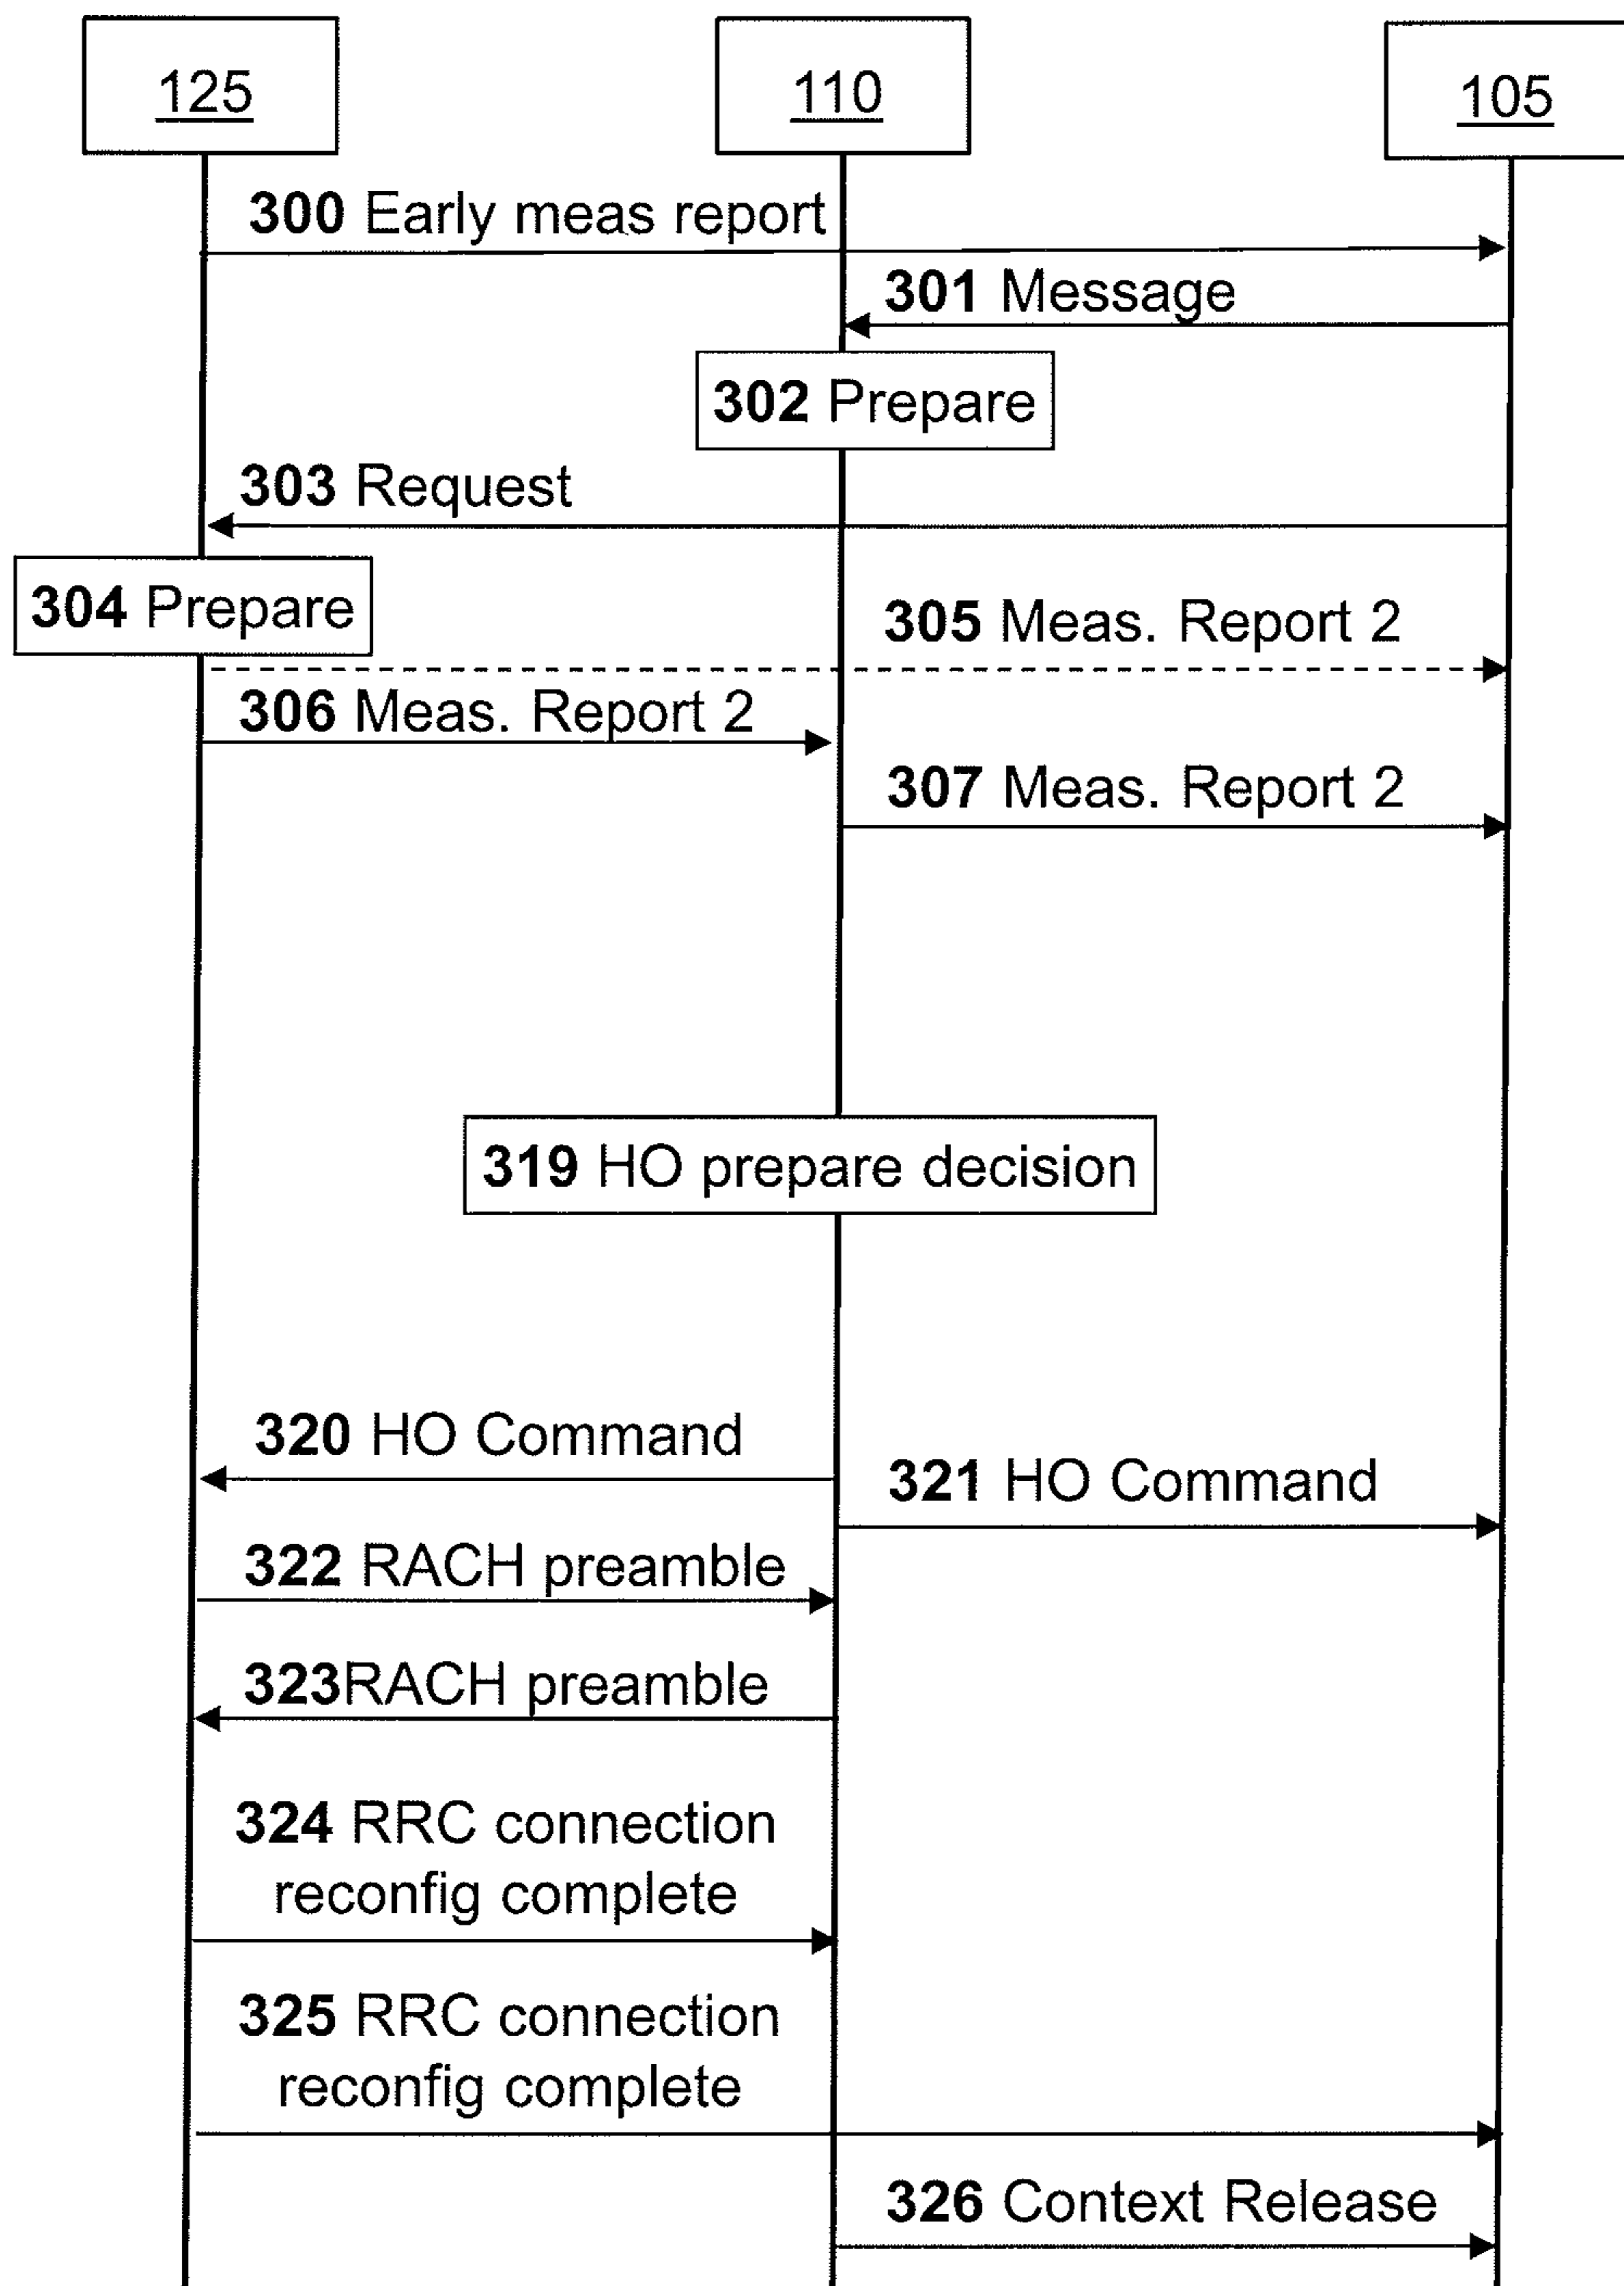 125
110
105
300 Early meas report
301 Message
302 Prepare
303 Request
304 Prepare
305 Meas. Report 2
306 Meas. Report 2
307 Meas. Report 2
319 HO prepare decision
320 HO Command
321 HO Command
322 RACH preamble
323RACH preamble
324 RRC connection
reconfig complete
325 RRC connection
reconfig complete
326 Context Release